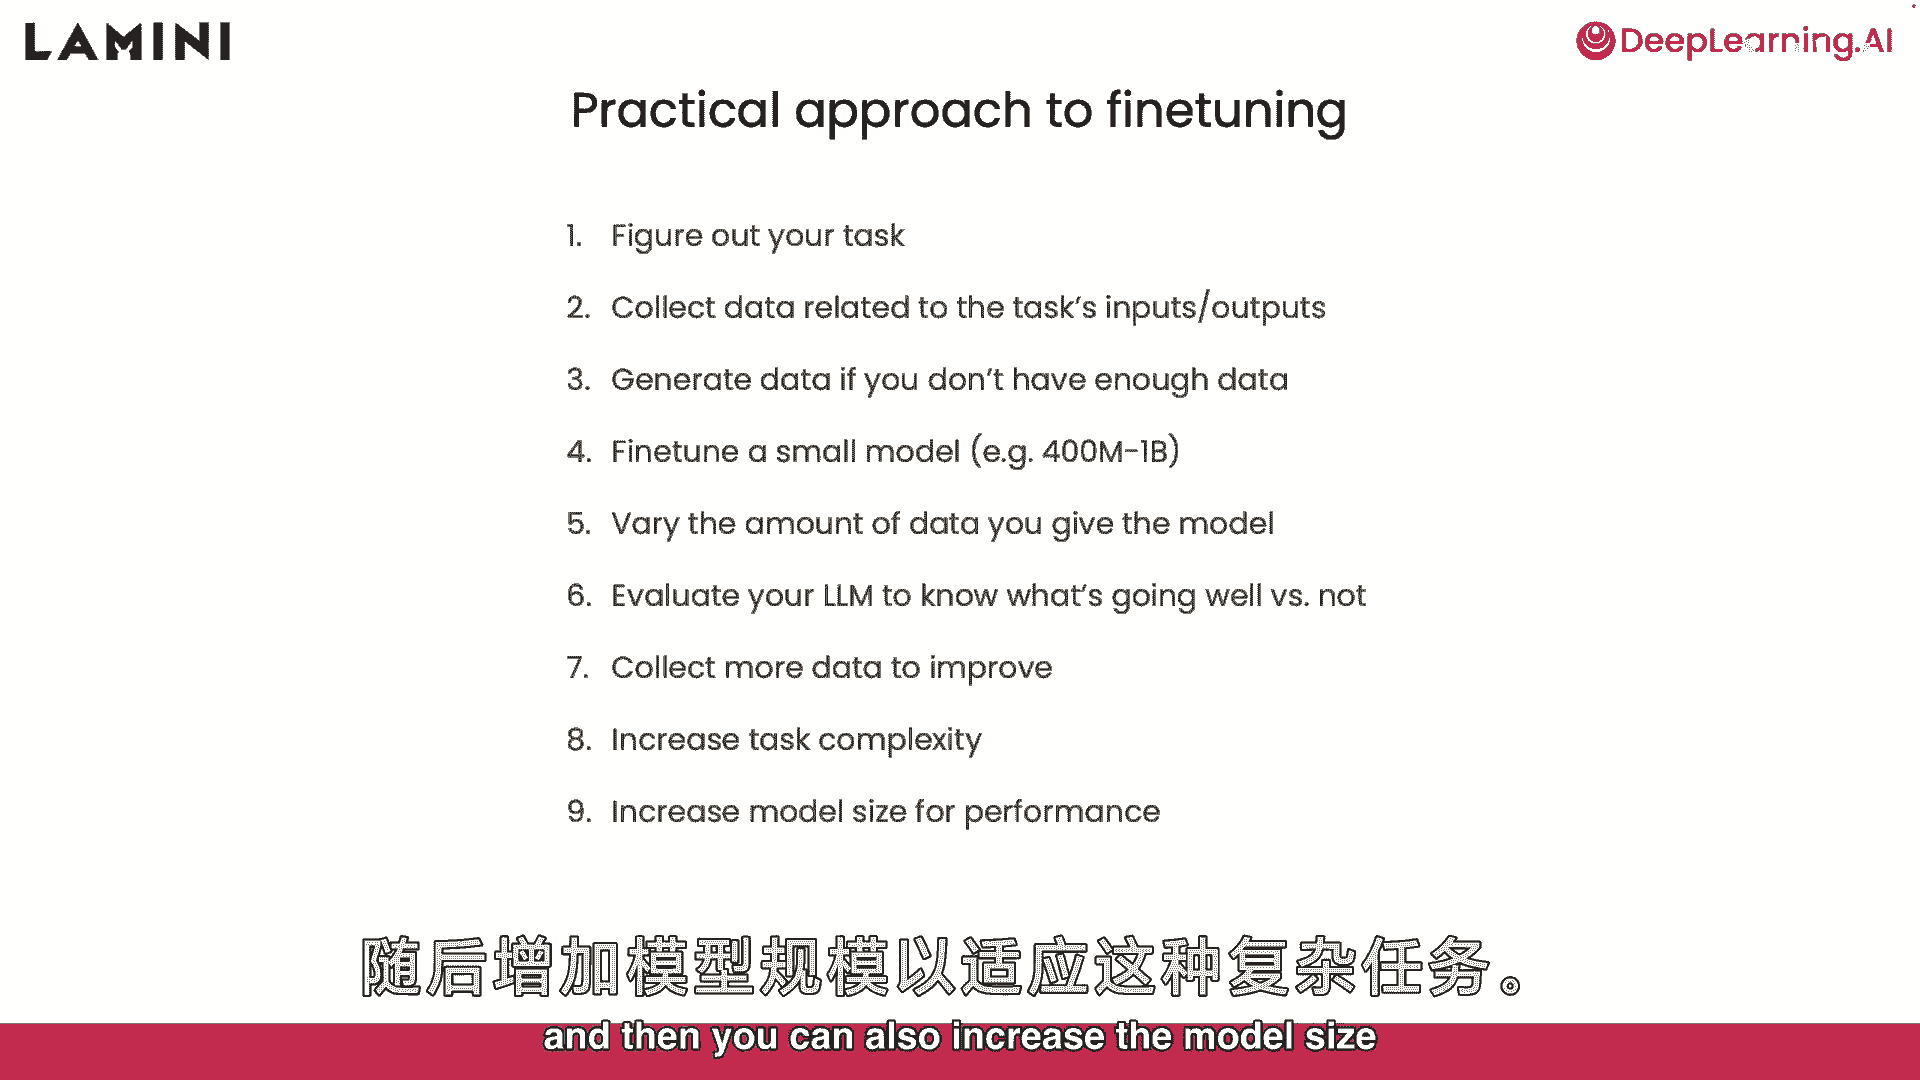 LAMINI
DeepLearning.AI
Practical approach to finetuning
1. Figure out your task
2. Collect data related to the task's inputs/outputs
3. Generate data if you don't have enough data
4. Finetune a small model (e.g. 400M-1B)
5. Vary the amount of data you give the model
6. Evaluate your LLM to know what's going well vs. not
7. Collect more data to improve
8. Increase task complexity
9. Increase model size for performance
随后增加模型规模以适应这种复杂任务。
and then you can also increase the model size